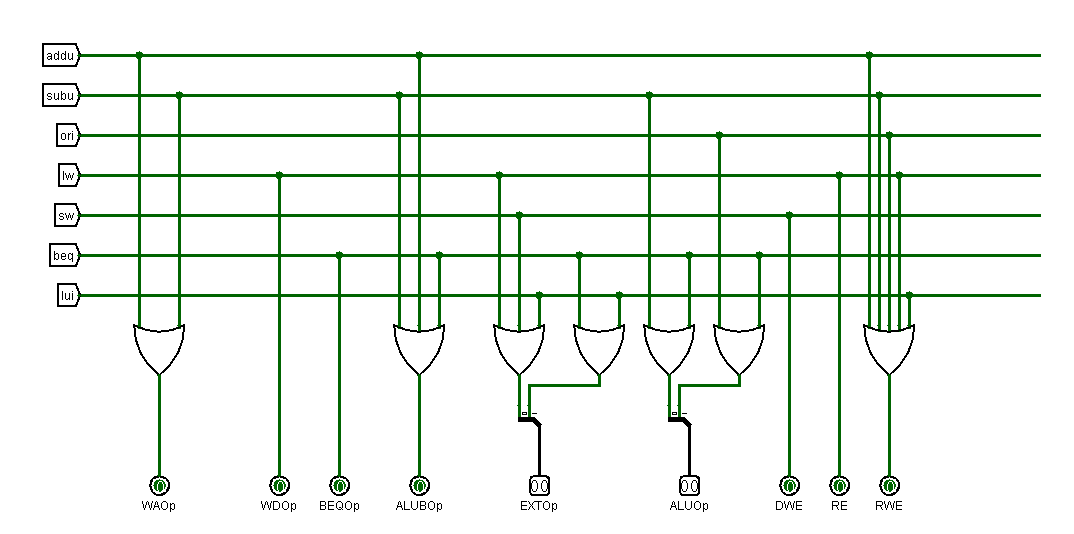 addu
subu
ori
lw
sw
beq
lui
00 00
WAOp WDOp BEQOp ALUBOp EXTOp ALUOp DWE RE RWE